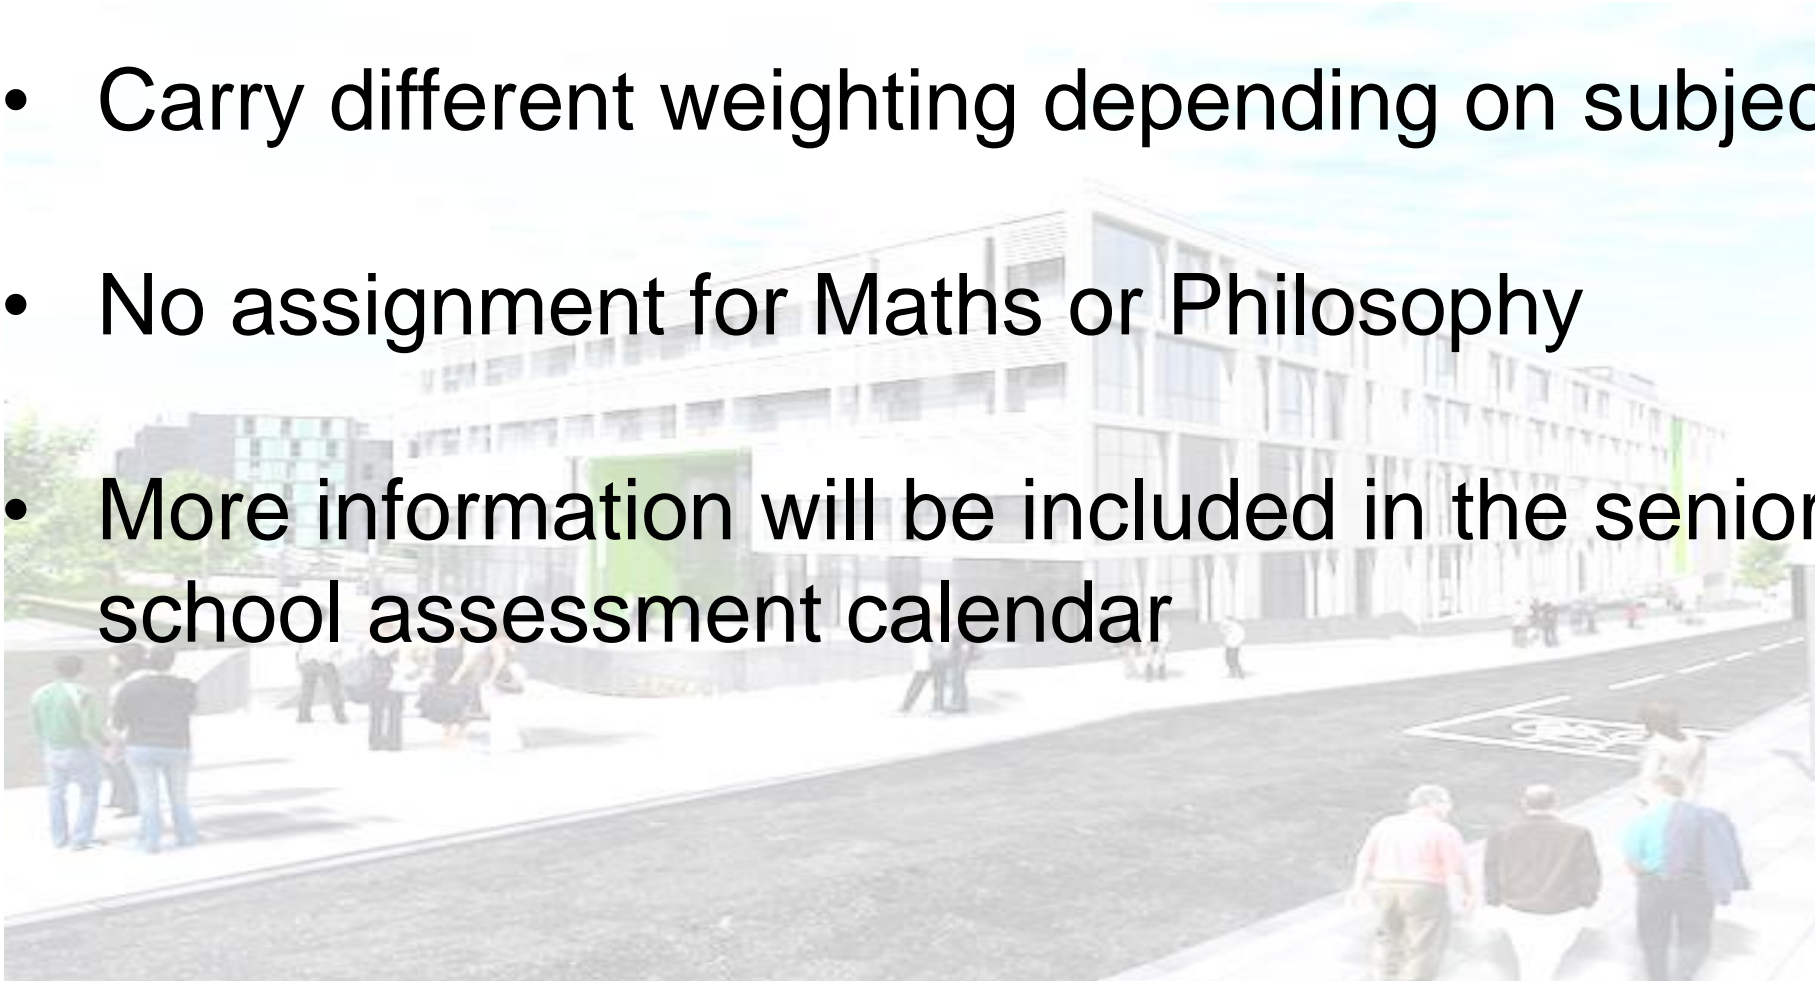 • Carry different weighting depending on subjec
• No assignment for Maths or Philosophy
• More information will be included in the senior
school assessment calendar